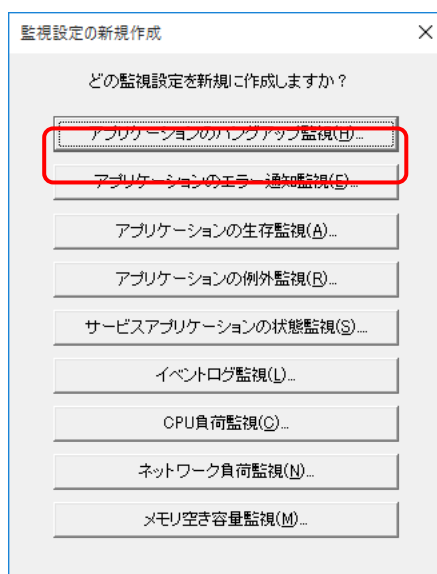 監視設定の新規作成
どの監視設定を新規に作成しますか？
アプリケーションのハングアップ監視(H)...
アプリケーションのエラー通知監視(E)...
アプリケーションの生存監視(A)...
アプリケーションの例外監視(R)...
サービスアプリケーションの状態監視(S)...
イベントログ監視(L)...
CPU負荷監視(C)...
ネットワーク負荷監視(N)...
メモリ空き容量監視(M)...